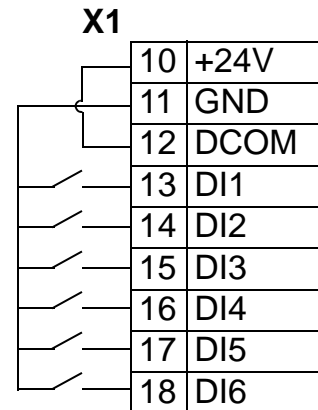 X1
10 +24V
11 GND
12 DCOM
13 DI1
14 DI2
15 DI3
16 DI4
17 DI5
18 DI6